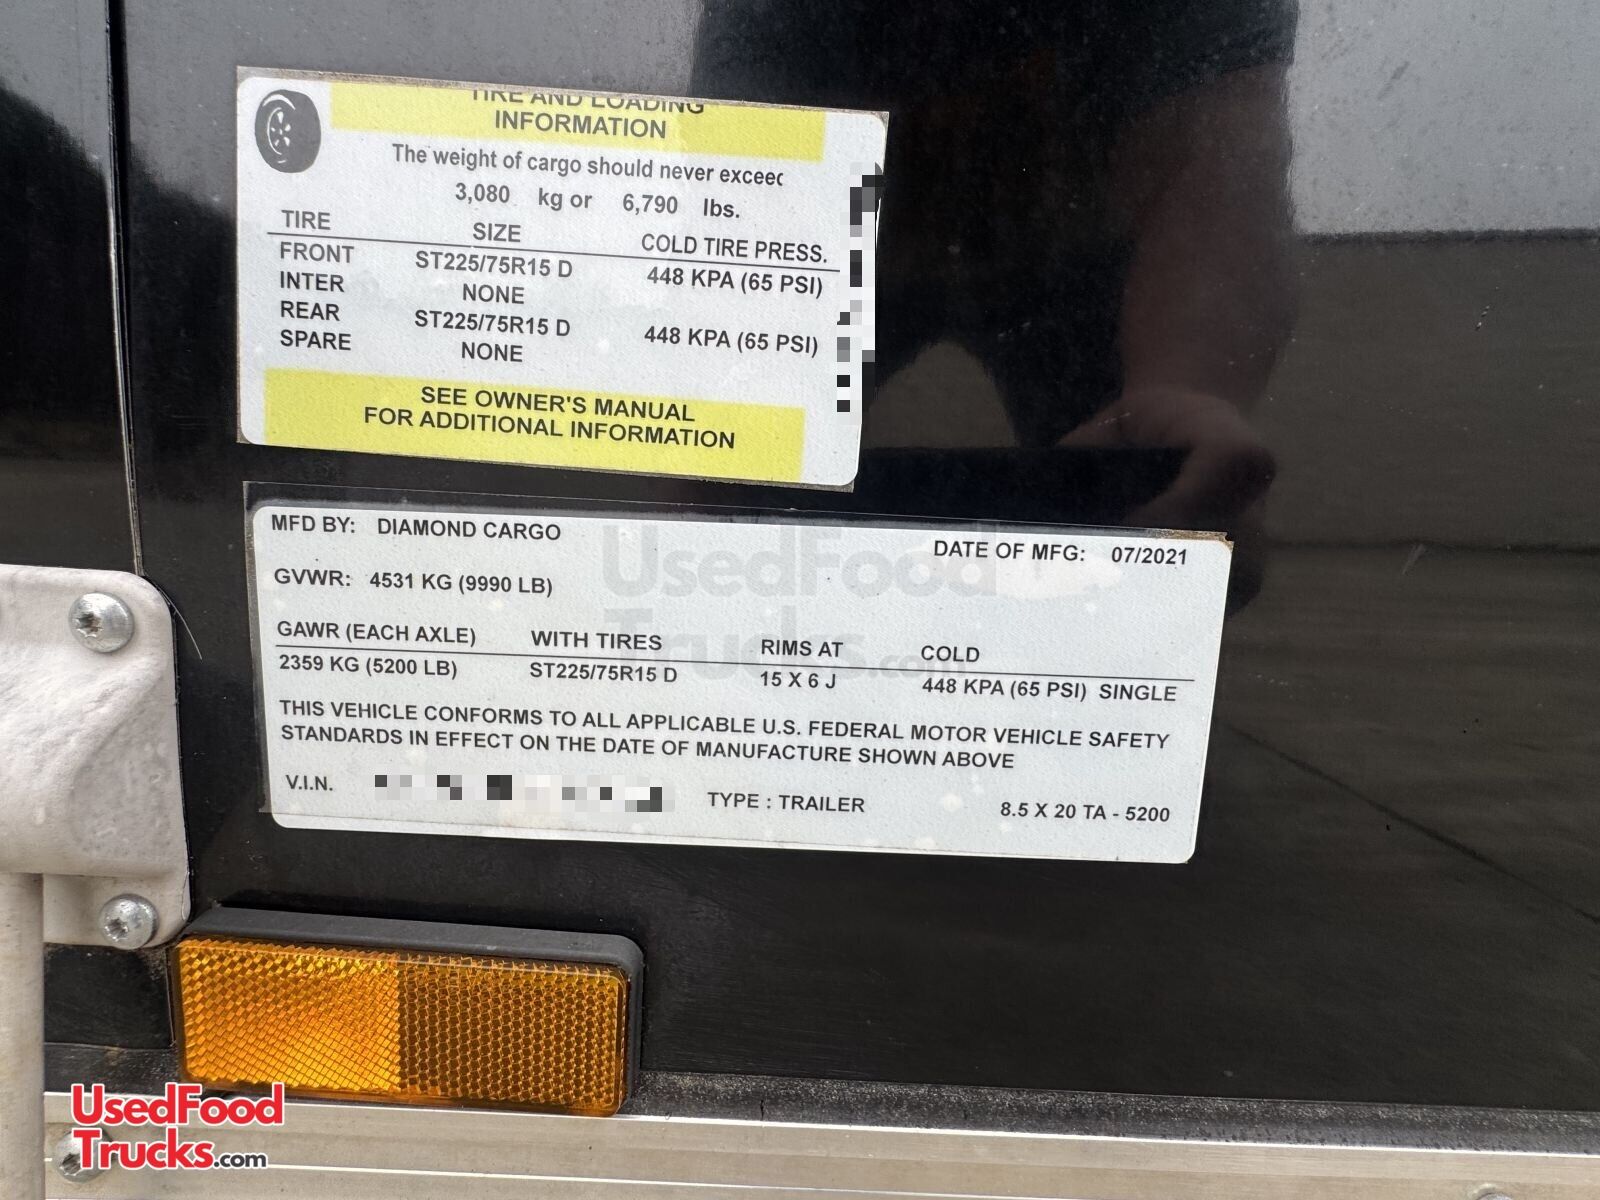 TIRE AND LOADING
INFORMATION
The weight of cargo should never exceed
3,080 kg or 6,790 lbs.
TIRE SIZE COLD TIRE PRESS.
FRONT ST225/75R15 D 448 KPA (65 PSI)
INTER NONE
REAR ST225/75R15 D 448 KPA (65 PSI)
SPARE NONE
SEE OWNER'S MANUAL
FOR ADDITIONAL INFORMATION
MFD BY: DIAMOND CARGO DATE OF MFG: 07/2021
GVWR: 4531 KG (9990 LB)
GAWR (EACH AXLE) WITH TIRES RIMS AT COLD
2359 KG (5200 LB) ST225/75R15 D 15 X 6 J 448 KPA (65 PSI) SINGLE
THIS VEHICLE CONFORMS TO ALL APPLICABLE U.S. FEDERAL MOTOR VEHICLE SAFETY
STANDARDS IN EFFECT ON THE DATE OF MANUFACTURE SHOWN ABOVE
V.I.N. TYPE : TRAILER 8.5 X 20 TA - 5200
UsedFood
Trucks.com
UsedFood
Trucks.com